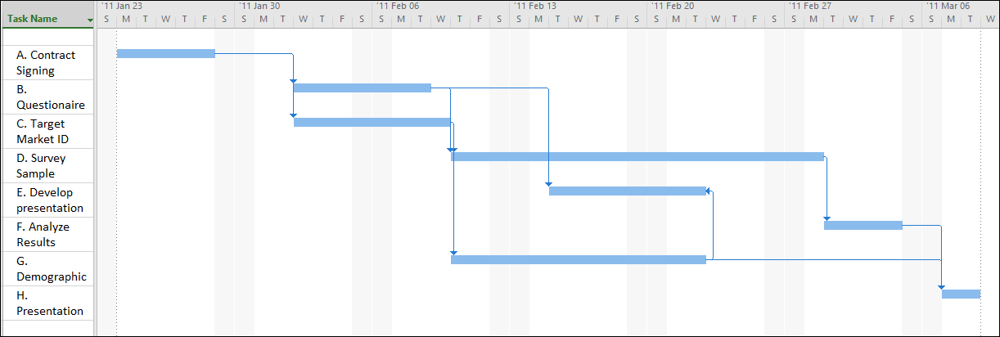 Task Name
'11 Jan 23 '11 Jan 30 '11 Feb 06 '11 Feb 13 '11 Feb 20 '11 Feb 27 '11 Mar 06
S M T W T F S S M T W T F S S M T W T F S S M T W T F S S M T W T F S S M T W T F S S M T W
A. Contract
Signing
B.
Questionaire
C. Target
Market ID
D. Survey
Sample
E. Develop
presentation
F. Analyze
Results
G.
Demographic
H.
Presentation